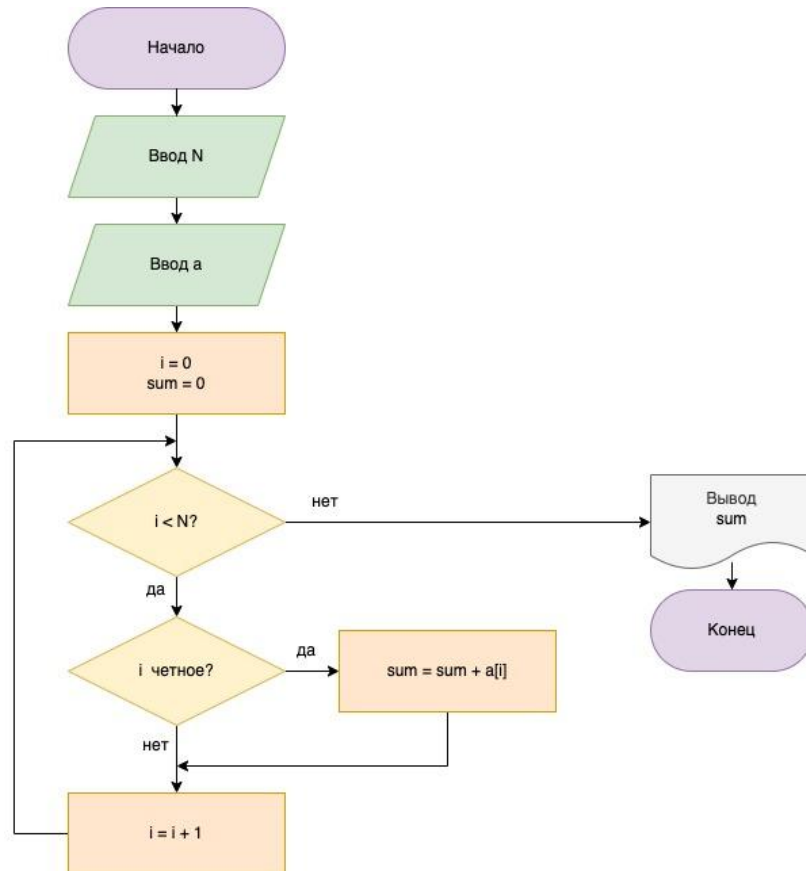 Начало
Ввод N
Ввод a
i = 0
sum = 0
i < N?
нет
Вывод
sum
да
Конец
i четное?
да
sum = sum + a[i]
нет
i = i + 1